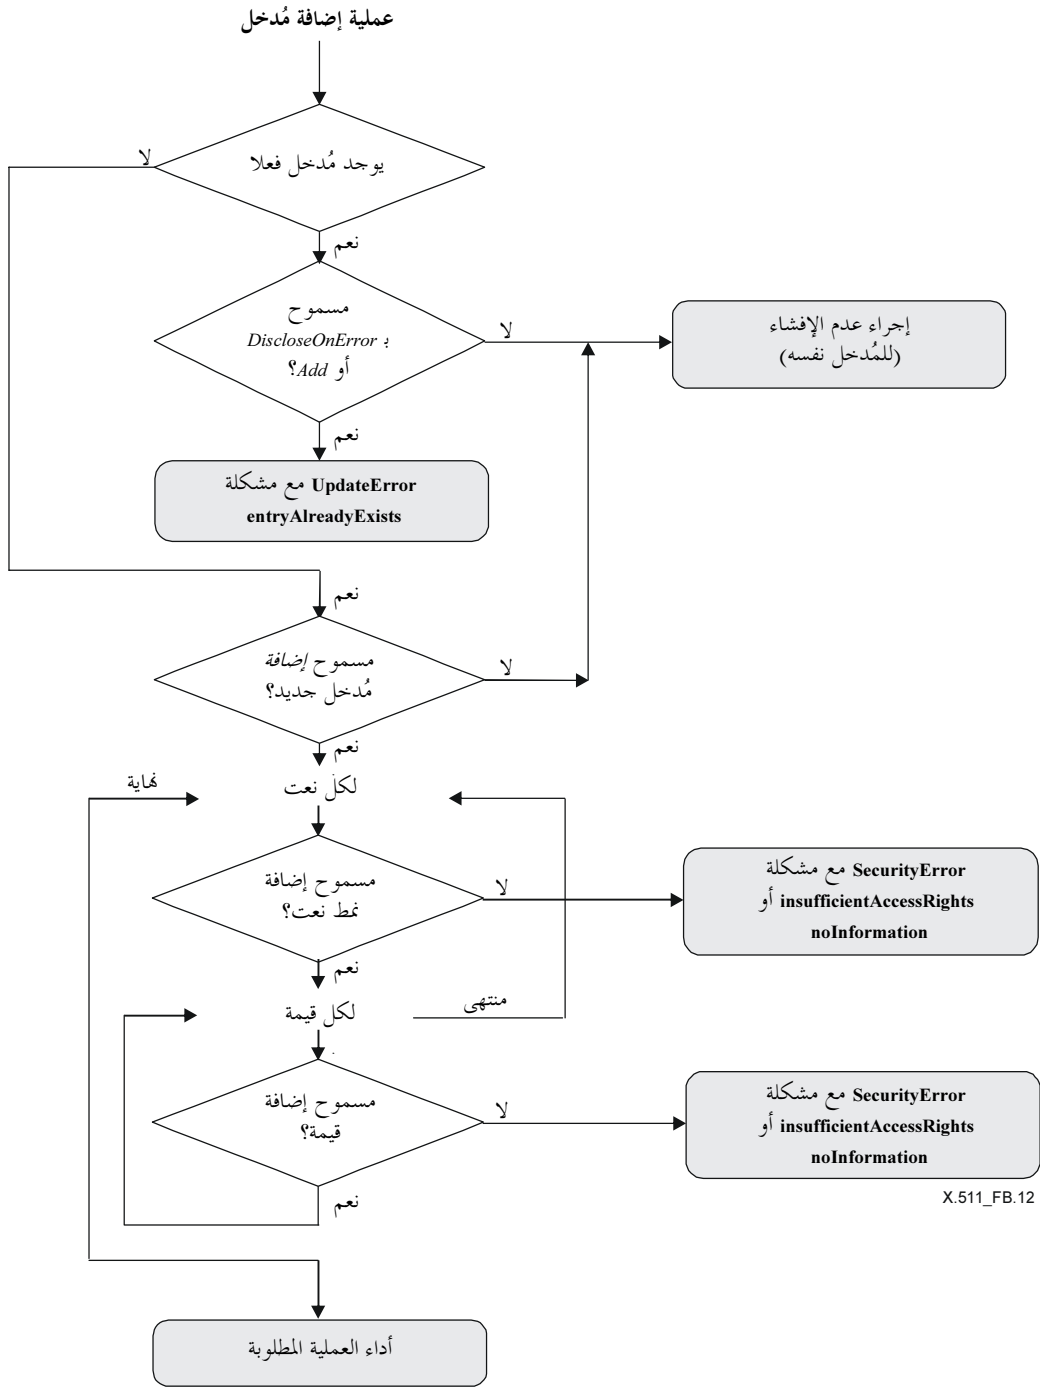 عملية إضافة مُدخل
يوجد مُدخل فعلا
لا
نعم
مسموح
بـ DiscloseOnError
أو Add؟
لا
إجراء عدم الإفشاء
(للمُدخل نفسه)
نعم
UpdateError مع مشكلة
entryAlreadyExists
نعم
مسموح إضافة
مُدخل جديد؟
لا
نعم
نهاية
لكل نعت
مسموح إضافة
نمط نعت؟
لا
SecurityError مع مشكلة
insufficientAccessRights أو
noInformation
نعم
لكل قيمة
منتهى
مسموح إضافة
قيمة؟
لا
SecurityError مع مشكلة
insufficientAccessRights أو
noInformation
نعم
X.511_FB.12
أداء العملية المطلوبة